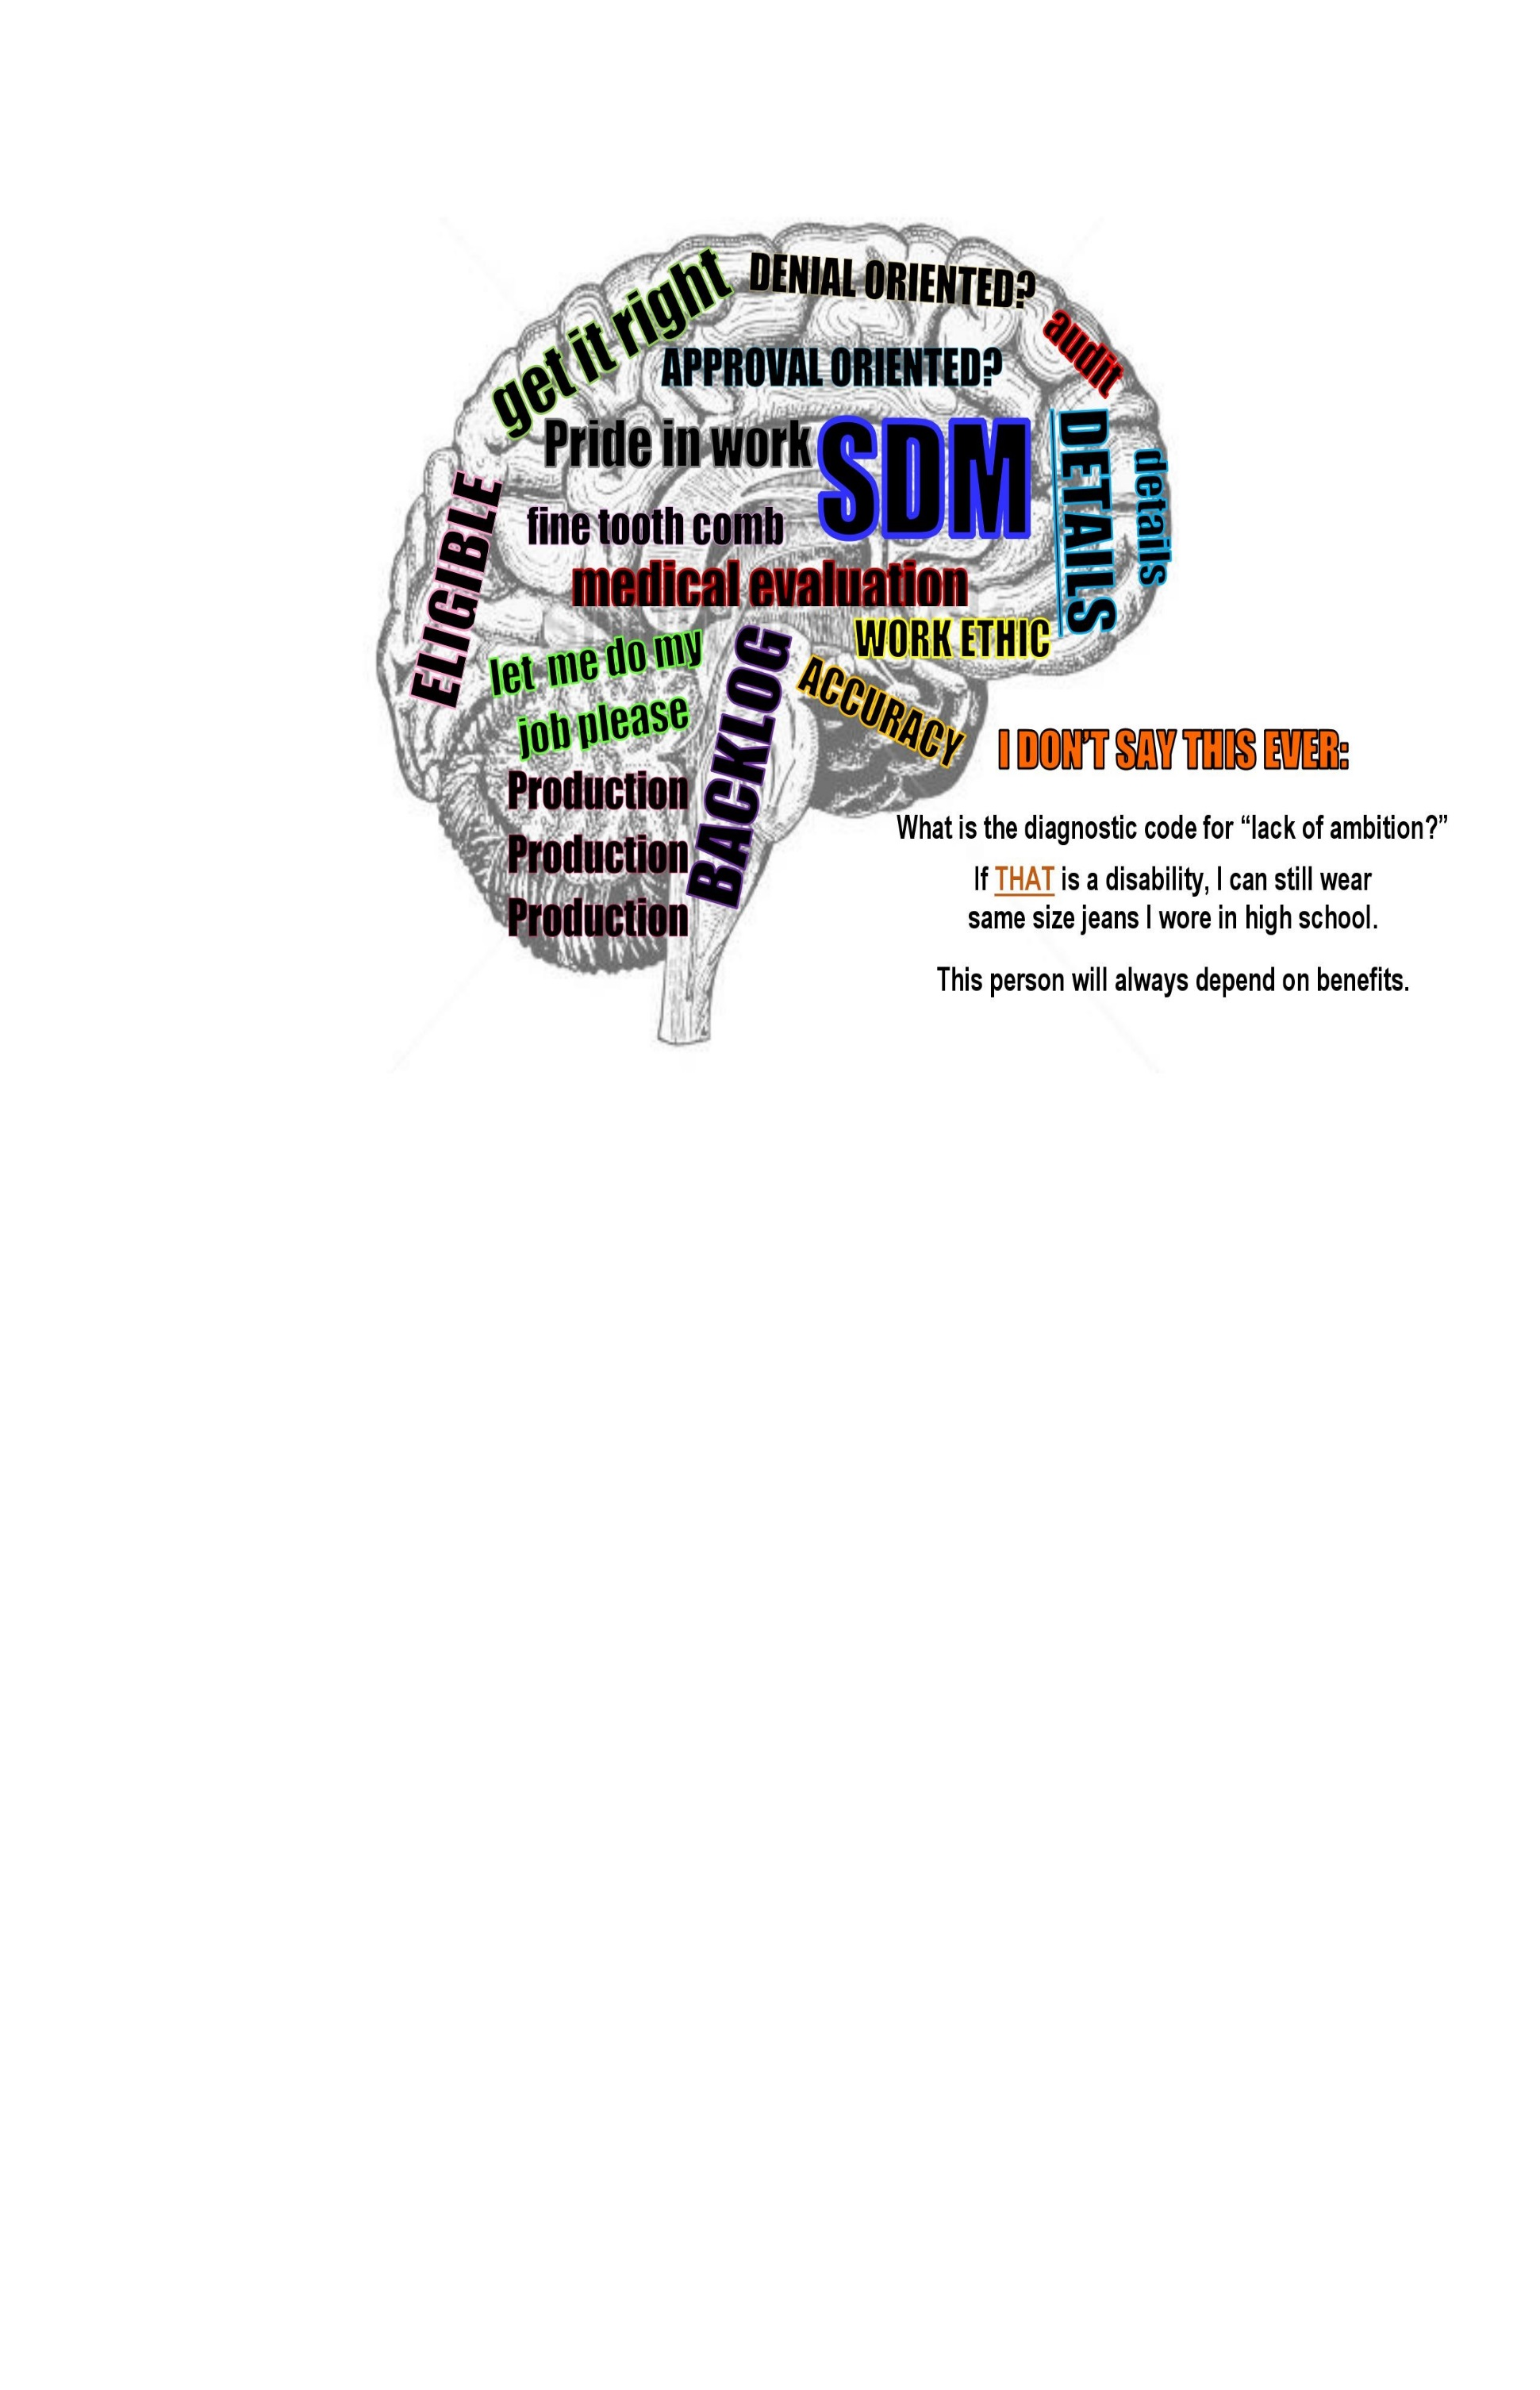 get it right
DENIAL ORIENTED?
audit
APPROVAL ORIENTED?
Pride in work
SDM
DETAILS
details
ELIGIBLE
fine tooth comb
medical evaluation
WORK ETHIC
let me do my
job please
BACKLOG
ACCURACY
Production
Production
Production
I DON'T SAY THIS EVER:
What is the diagnostic code for “lack of ambition?”
If THAT is a disability, I can still wear
same size jeans I wore in high school.
This person will always depend on benefits.